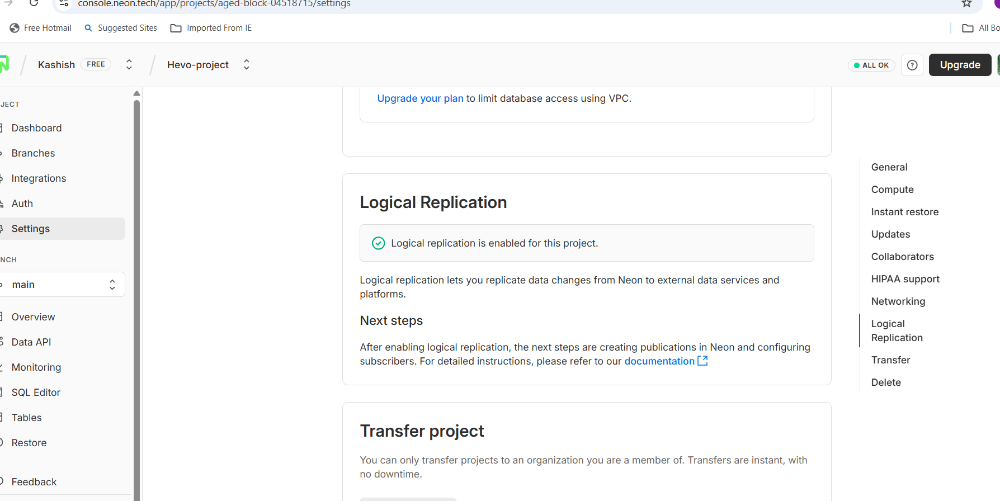 console.neon.tech/app/projects/aged-block-04518715/settings
Free Hotmail
Suggested Sites
Imported From IE
All Bo
Kashish
FREE
Hevo-project
ALL OK
Upgrade
JECT
Dashboard
Branches
Integrations
Auth
Settings
NCH
main
Overview
Data API
Monitoring
SQL Editor
Tables
Restore
Feedback
Upgrade your plan to limit database access using VPC.
Logical Replication
Logical replication is enabled for this project.
Logical replication lets you replicate data changes from Neon to external data services and
platforms.
Next steps
After enabling logical replication, the next steps are creating publications in Neon and configuring
subscribers. For detailed instructions, please refer to our documentation
Transfer project
You can only transfer projects to an organization you are a member of. Transfers are instant, with
no downtime.
General
Compute
Instant restore
Updates
Collaborators
HIPAA support
Networking
Logical
Replication
Transfer
Delete